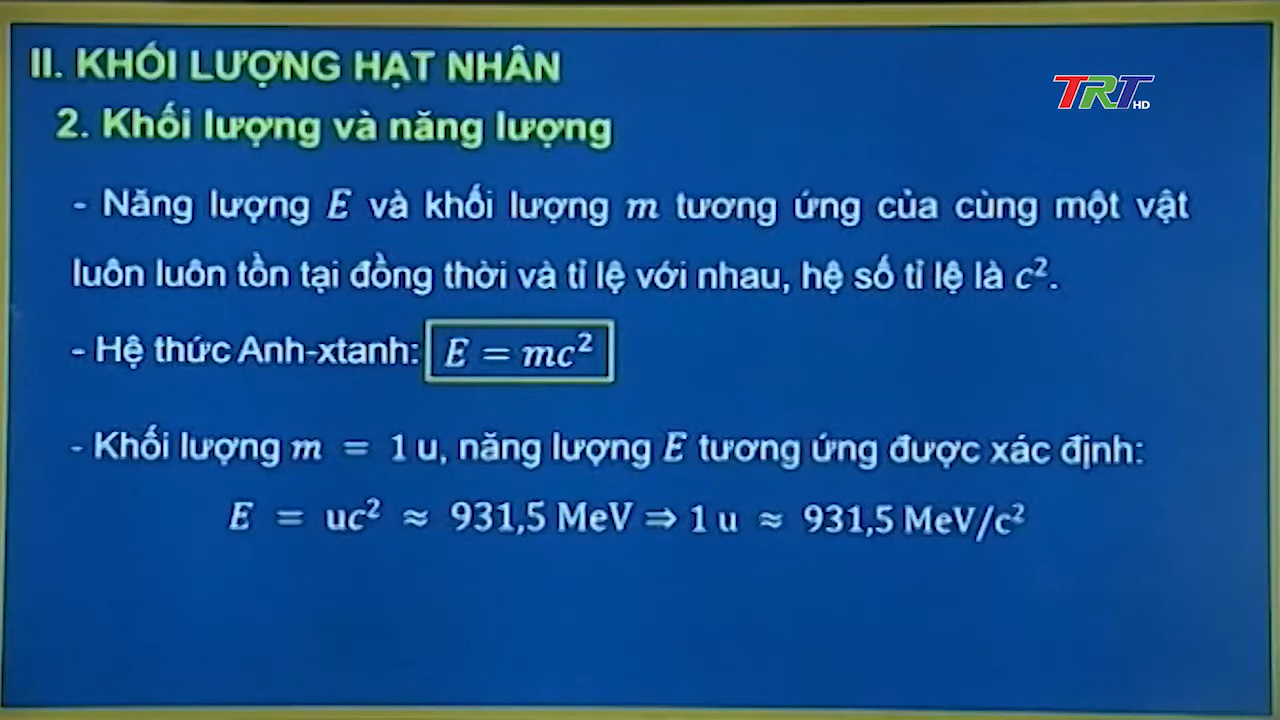 II. KHỐI LƯỢNG HẠT NHÂN
TRT HD
2. Khối lượng và năng lượng
- Năng lượng E và khối lượng m tương ứng của cùng một vật
luôn luôn tồn tại đồng thời và tỉ lệ với nhau, hệ số tỉ lệ là c².
- Hệ thức Anh-xtanh: E = mc²
- Khối lượng m = 1 u, năng lượng E tương ứng được xác định:
E = uc² ≈ 931,5 MeV ⇒ 1 u ≈ 931,5 MeV/c²